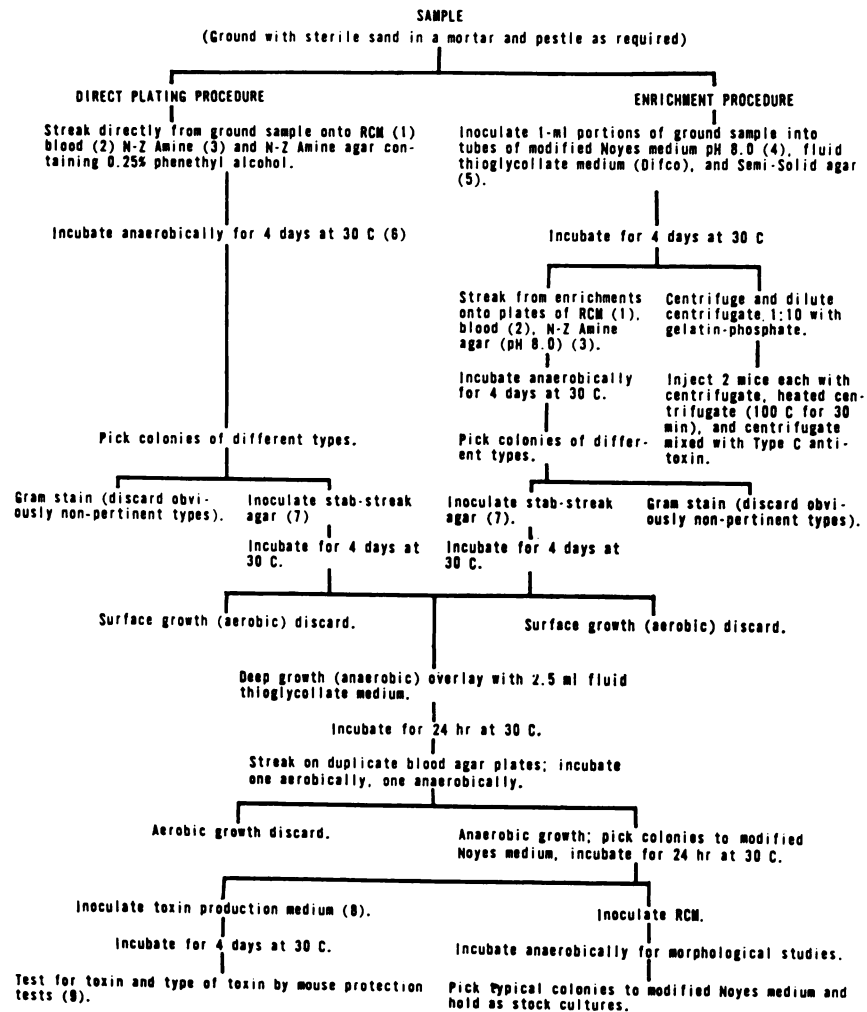 SAMPLE
(Ground with sterile sand in a mortar and pestle as required)
DIRECT PLATING PROCEDURE
Streak directly from ground sample onto RCM (1)
blood (2) N-Z Amine (3) and N-Z Amine agar con-
taining 0.25% phenethyl alcohol.
Incubate anaerobically for 4 days at 30 C (6)
Pick colonies of different types.
Gram stain (discard obvi-
ously non-pertinent types).
Inoculate stab-streak
agar (7)
Incubate for 4 days at
30 C.
ENRICHMENT PROCEDURE
Inoculate 1-ml portions of ground sample into
tubes of modified Noyes medium pH 8.0 (4), fluid
thioglycollate medium (Difco), and Semi-Solid agar
(5).
Incubate for 4 days at 30 C
Streak from enrichments
onto plates of RCM (1),
blood (2), N-Z Amine
agar (pH 8.0) (3).
Incubate anaerobically
for 4 days at 30 C.
Pick colonies of differ-
ent types.
Centrifuge and dilute
centrifugate 1:10 with
gelatin-phosphate.
Inject 2 mice each with
centrifugate, heated cen-
trifugate (100 C for 30
min), and centrifugate
mixed with Type C anti-
toxin.
Inoculate stab-streak
agar (7).
Incubate for 4 days at
30 C.
Gram stain (discard obvi-
ously non-pertinent types).
Surface growth (aerobic) discard.
Surface growth (aerobic) discard.
Deep growth (anaerobic) overlay with 2.5 ml fluid
thioglycollate medium.
Incubate for 24 hr at 30 C.
Streak on duplicate blood agar plates; incubate
one aerobically, one anaerobically.
Aerobic growth discard.
Anaerobic growth; pick colonies to modified
Noyes medium, incubate for 24 hr at 30 C.
Inoculate toxin production medium (8).
Incubate for 4 days at 30 C.
Test for toxin and type of toxin by mouse protection
tests (9).
Inoculate RCM.
Incubate anaerobically for morphological studies.
Pick typical colonies to modified Noyes medium and
hold as stock cultures.